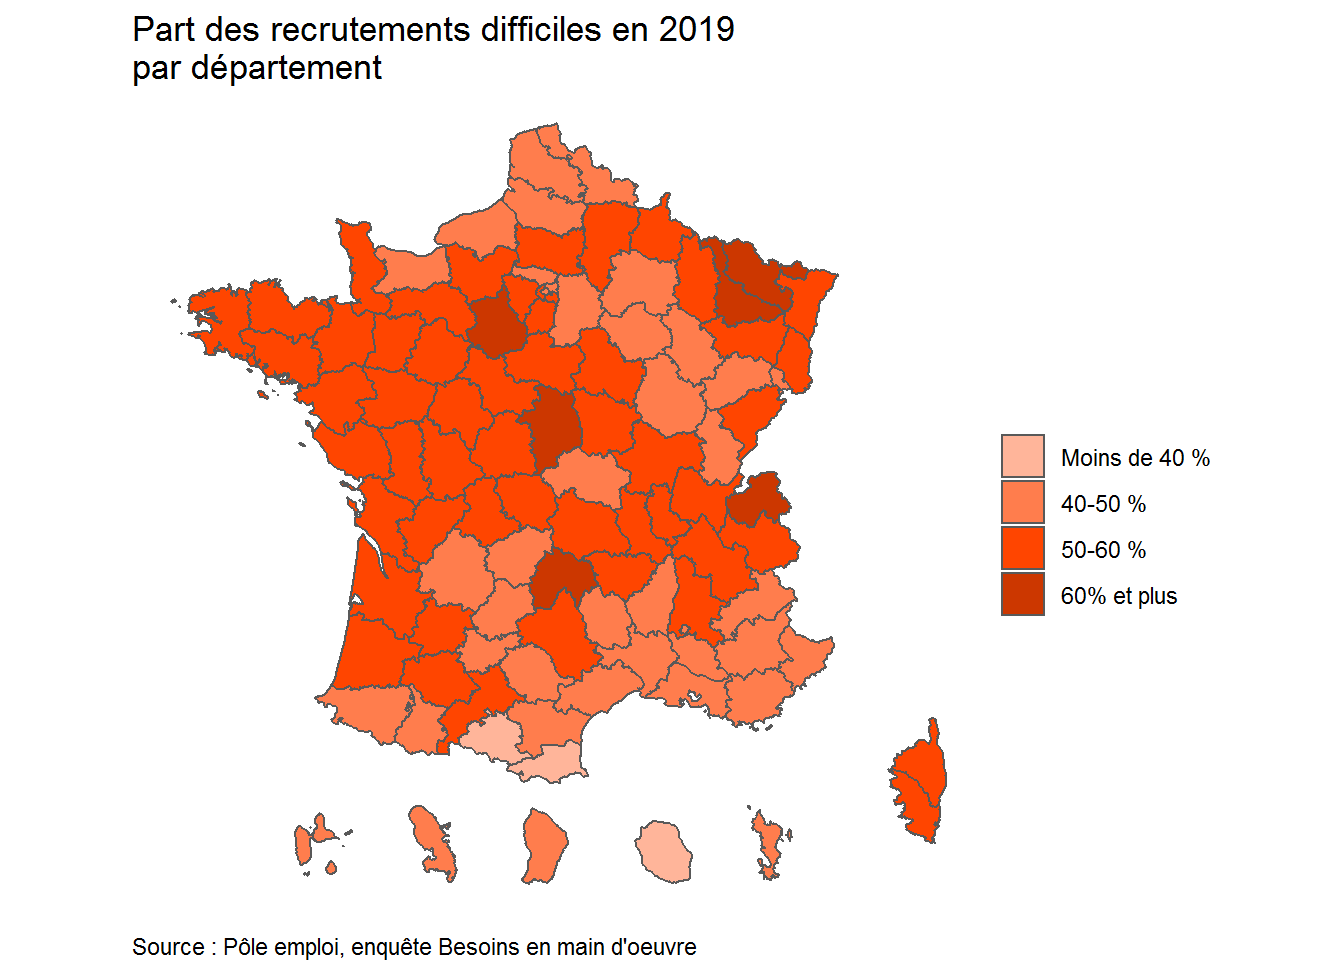 Part des recrutements difficiles en 2019
par département
Moins de 40 %
40-50 %
50-60 %
60% et plus
Source : Pôle emploi, enquête Besoins en main d'oeuvre